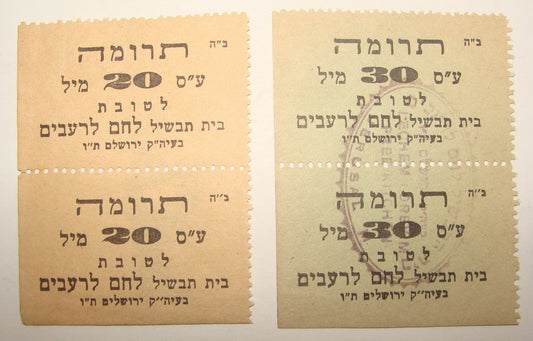 ב"ה
תרומה
ע"ס 20 מיל
לטובת
בית תבשיל לחם לרעבים
בעיה"ק ירושלם ת"ו
ב"ה
תרומה
ע"ס 20 מיל
לטובת
בית תבשיל לחם לרעבים
בעיה"ק ירושלים ת"ו
ב"ה
תרומה
ע"ס 30 מיל
לטובת
בית תבשיל לחם לרעבים
בעיה"ק ירושלם ת"ו
ב"ה
תרומה
ע"ס 30 מיל
לטובת
בית תבשיל לחם לרעבים
בעיה"ק ירושלים ת"ו